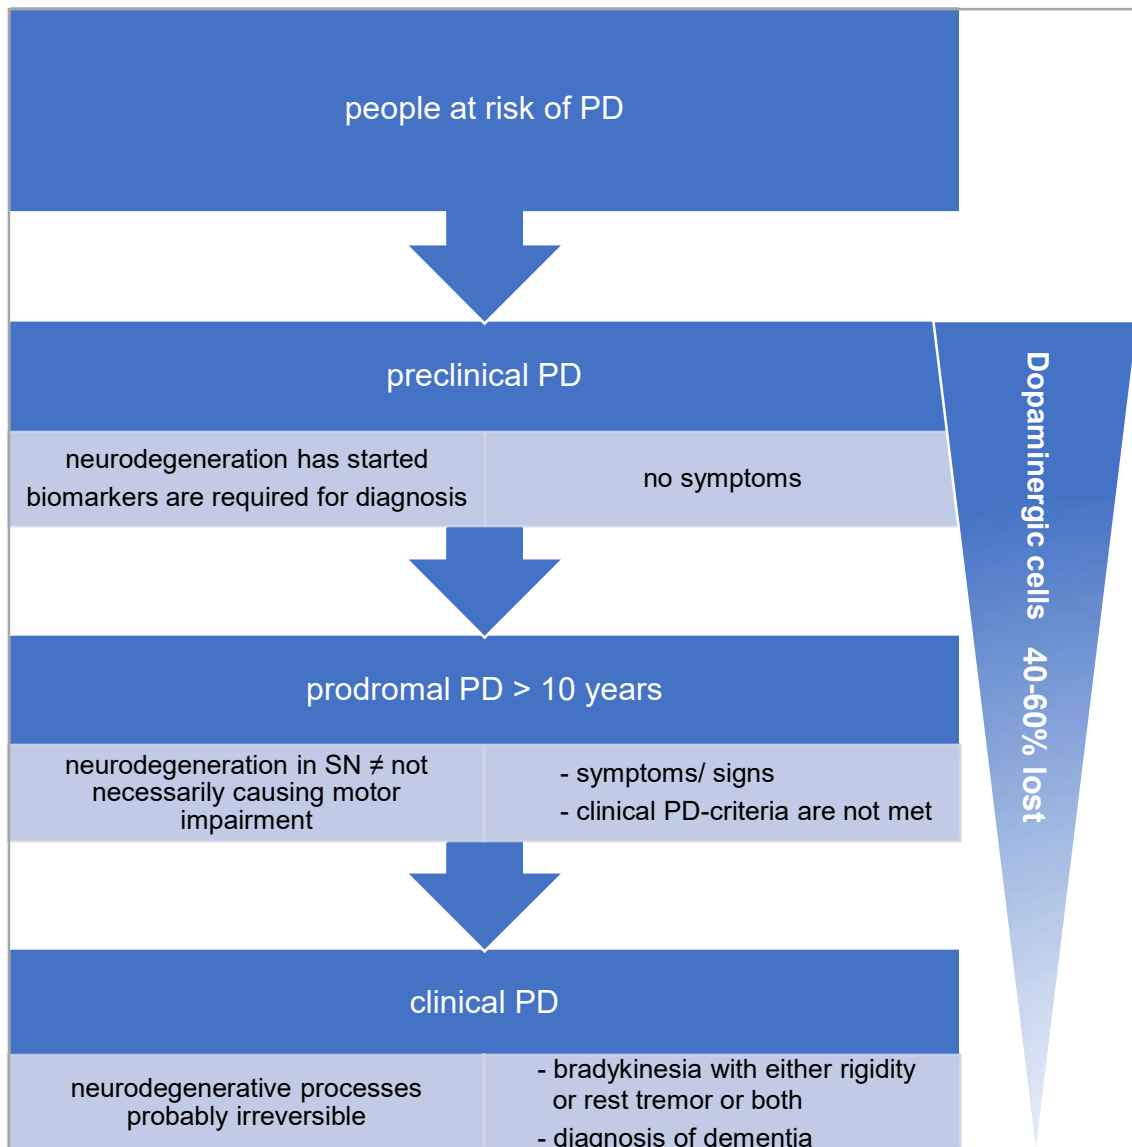 people at risk of PD
preclinical PD
neurodegeneration has started
biomarkers are required for diagnosis
no symptoms
prodromal PD > 10 years
neurodegeneration in SN ≠ not
necessarily causing motor
impairment
- symptoms/ signs
- clinical PD-criteria are not met
clinical PD
neurodegenerative processes
probably irreversible
- bradykinesia with either rigidity
or rest tremor or both
- diagnosis of dementia
Dopaminergic cells 40-60% lost